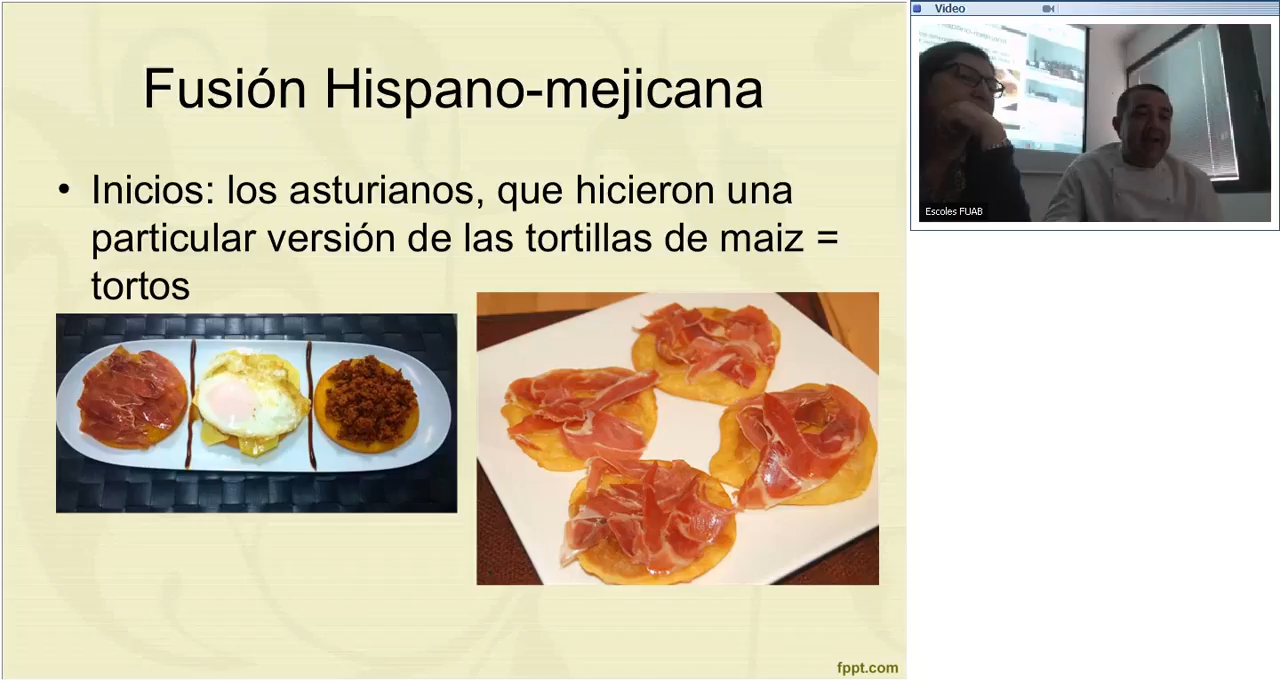 Fusión Hispano-mejicana
• Inicios: los asturianos, que hicieron una
particular versión de las tortillas de maiz =
tortos
fppt.com
Video
Escoles FUAB